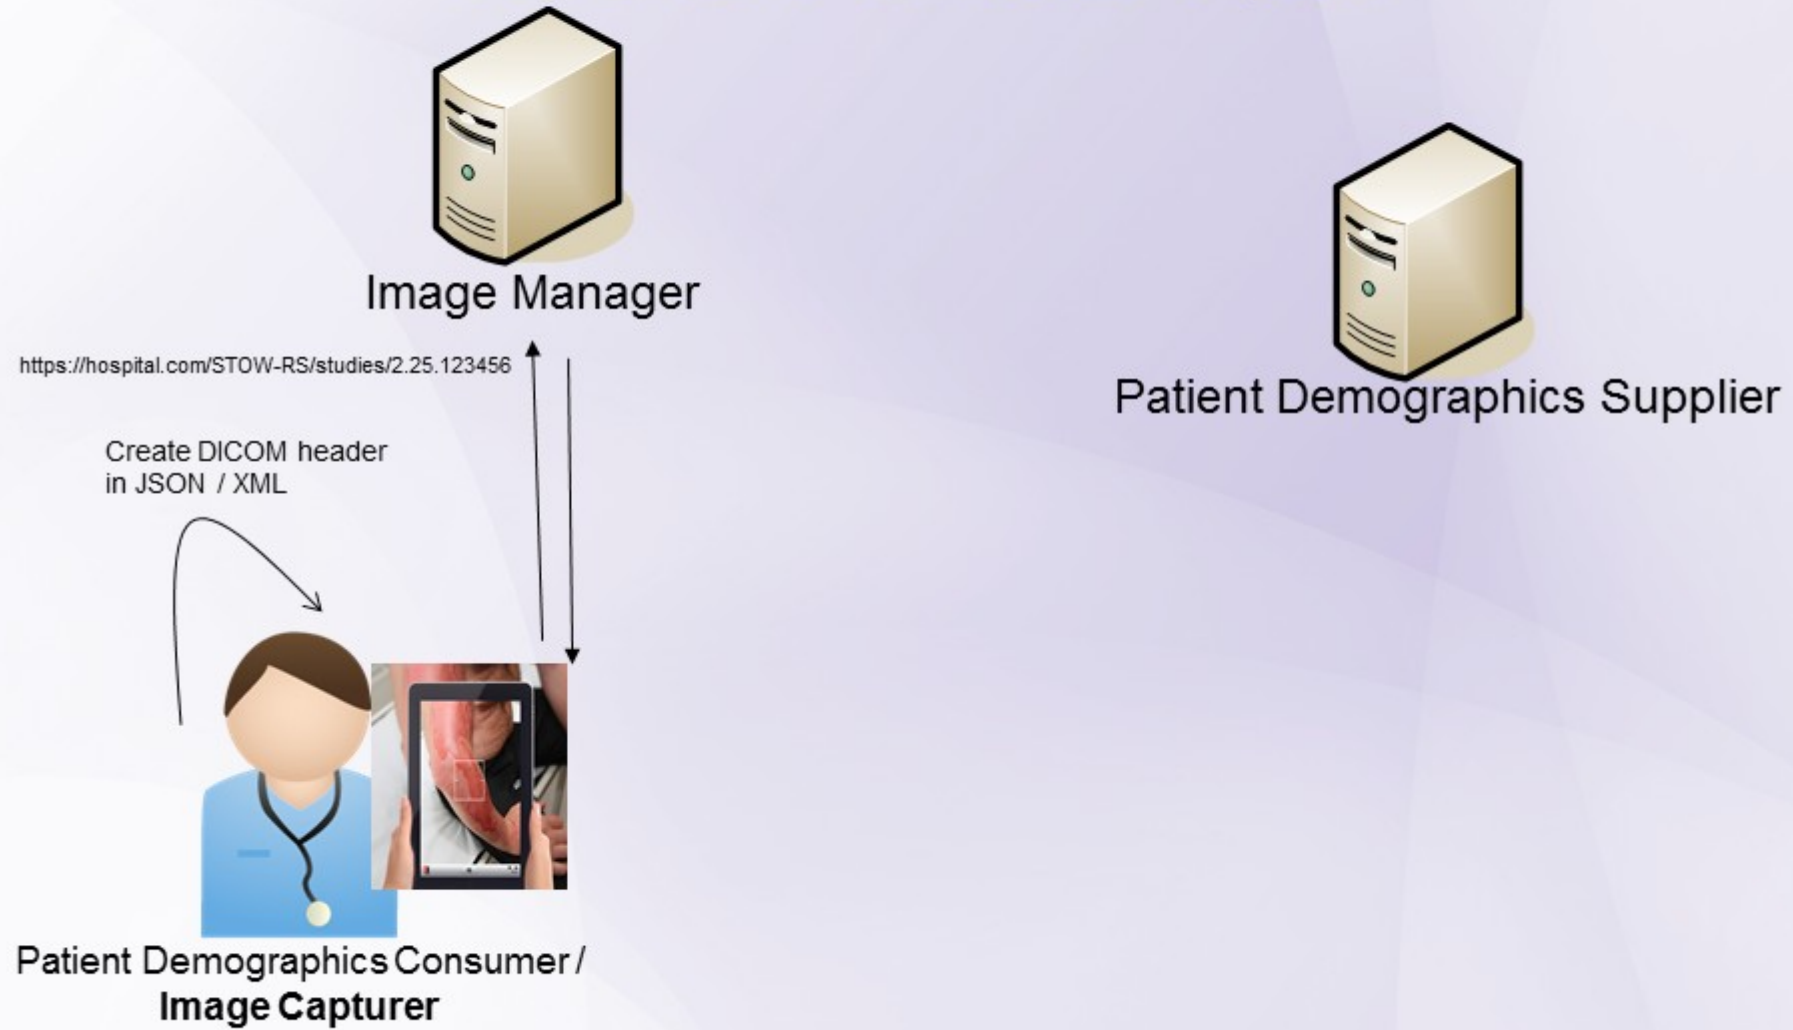 Image Manager
https://hospital.com/STOW-RS/studies/2.25.123456
Patient Demographics Supplier
Create DICOM header
in JSON / XML
Patient Demographics Consumer /
Image Capturer